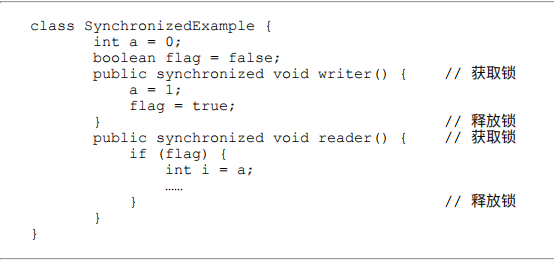 class SynchronizedExample {
int a = 0;
boolean flag = false;
public synchronized void writer() { // 获取锁
a = 1;
flag = true;
} // 释放锁
public synchronized void reader() { // 获取锁
if (flag) {
int i = a;
……
} // 释放锁
}
}